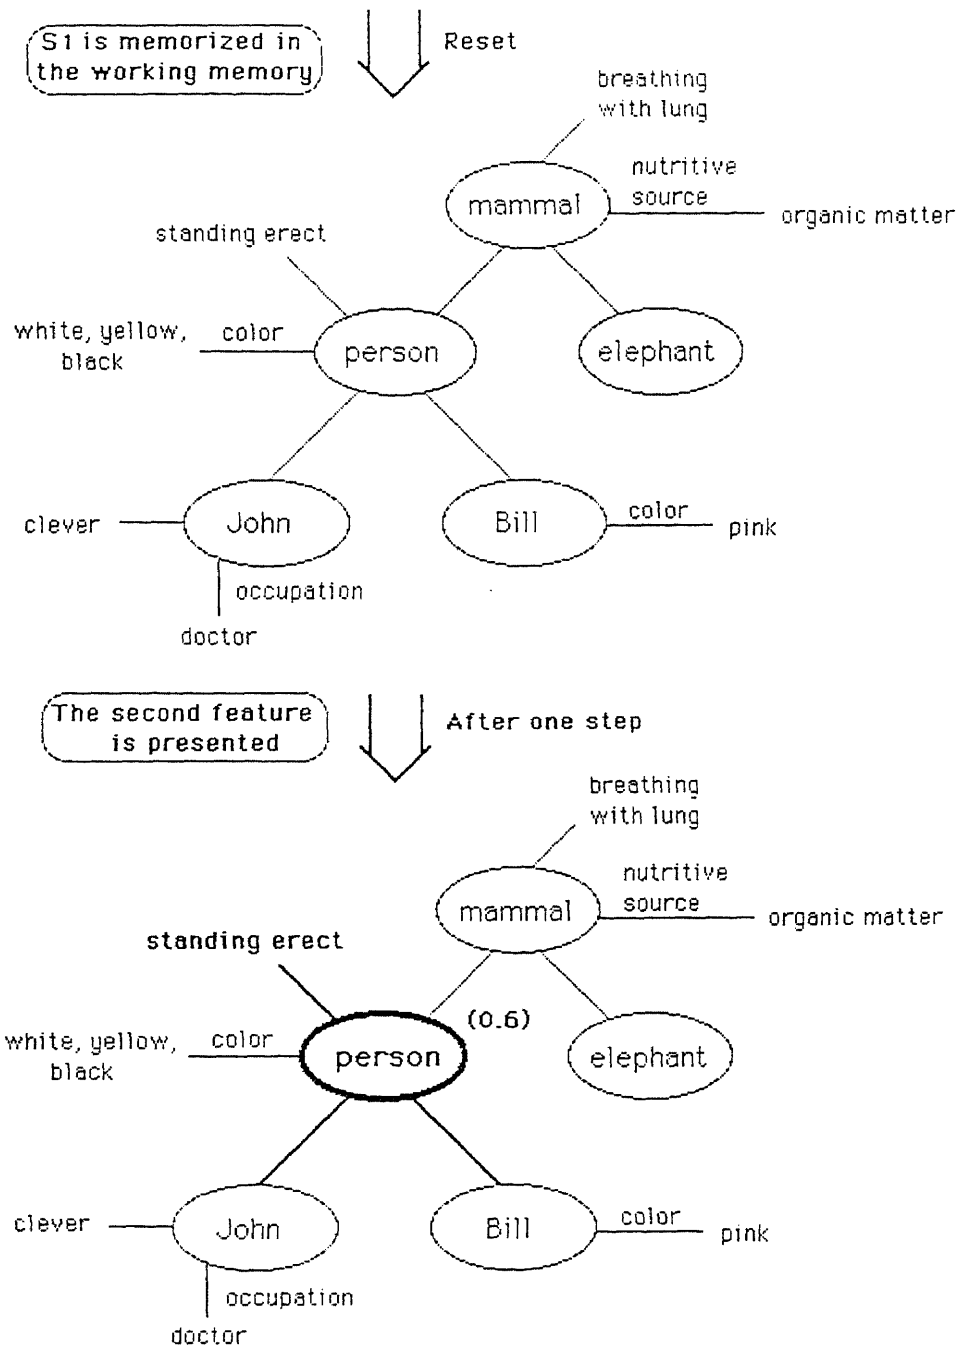 S1 is memorized in
the working memory
Reset
breathing
with lung
nutritive
source
mammal
organic matter
standing erect
white, yellow,
black
color
person
elephant
clever
John
Bill
color
pink
occupation
doctor
The second feature
is presented
After one step
breathing
with lung
nutritive
source
mammal
organic matter
standing erect
(0.6)
white, yellow,
black
color
person
elephant
clever
John
Bill
color
pink
occupation
doctor